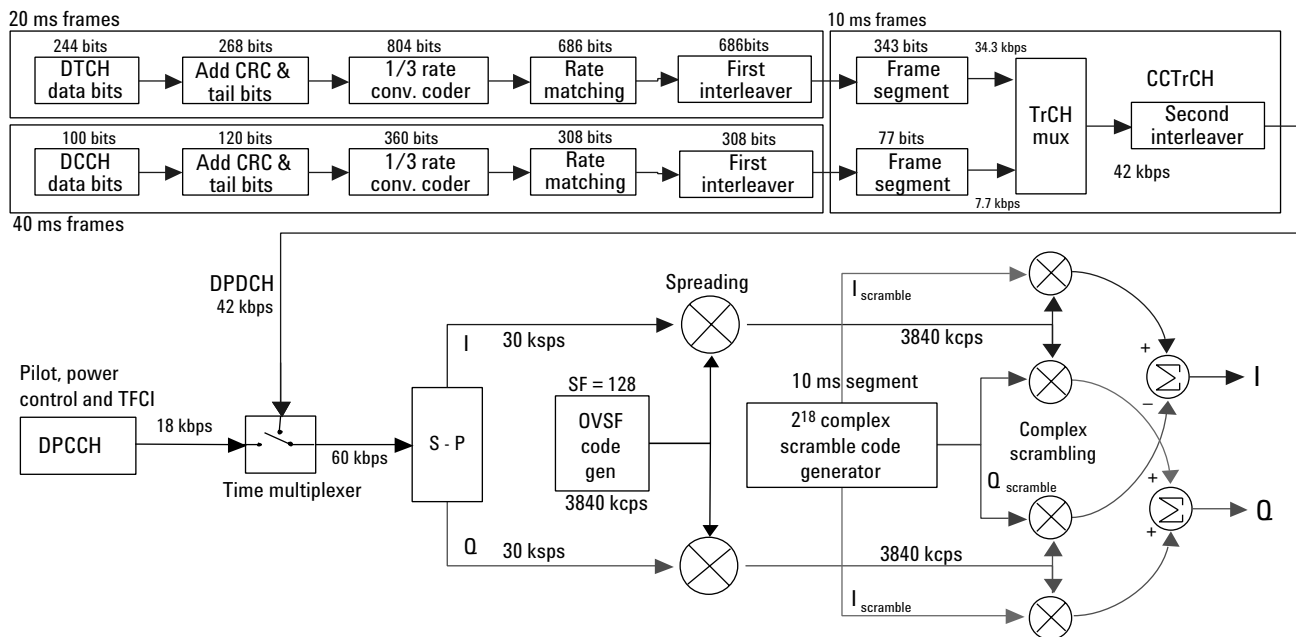 20 ms frames
10 ms frames
244 bits
268 bits
804 bits
686 bits
686bits
343 bits
34.3 kbps
DTCH
data bits
Add CRC &
tail bits
1/3 rate
conv. coder
Rate
matching
First
interleaver
Frame
segment
TrCH
mux
CCTrCH
Second
interleaver
42 kbps
100 bits
120 bits
360 bits
308 bits
308 bits
77 bits
DCCH
data bits
Add CRC &
tail bits
1/3 rate
conv. coder
Rate
matching
First
interleaver
Frame
segment
7.7 kbps
40 ms frames
DPDCH
42 kbps
Spreading
I scramble
I
30 ksps
3840 kcps
+
Σ
I
−
Pilot, power
control and TFCI
DPCCH
18 kbps
60 kbps
Time multiplexer
S - P
SF = 128
OVSF
code
gen
3840 kcps
10 ms segment
2¹⁸ complex
scramble code
generator
Complex
scrambling
Q scramble
+
Σ
Q
+
Q
30 ksps
3840 kcps
I scramble